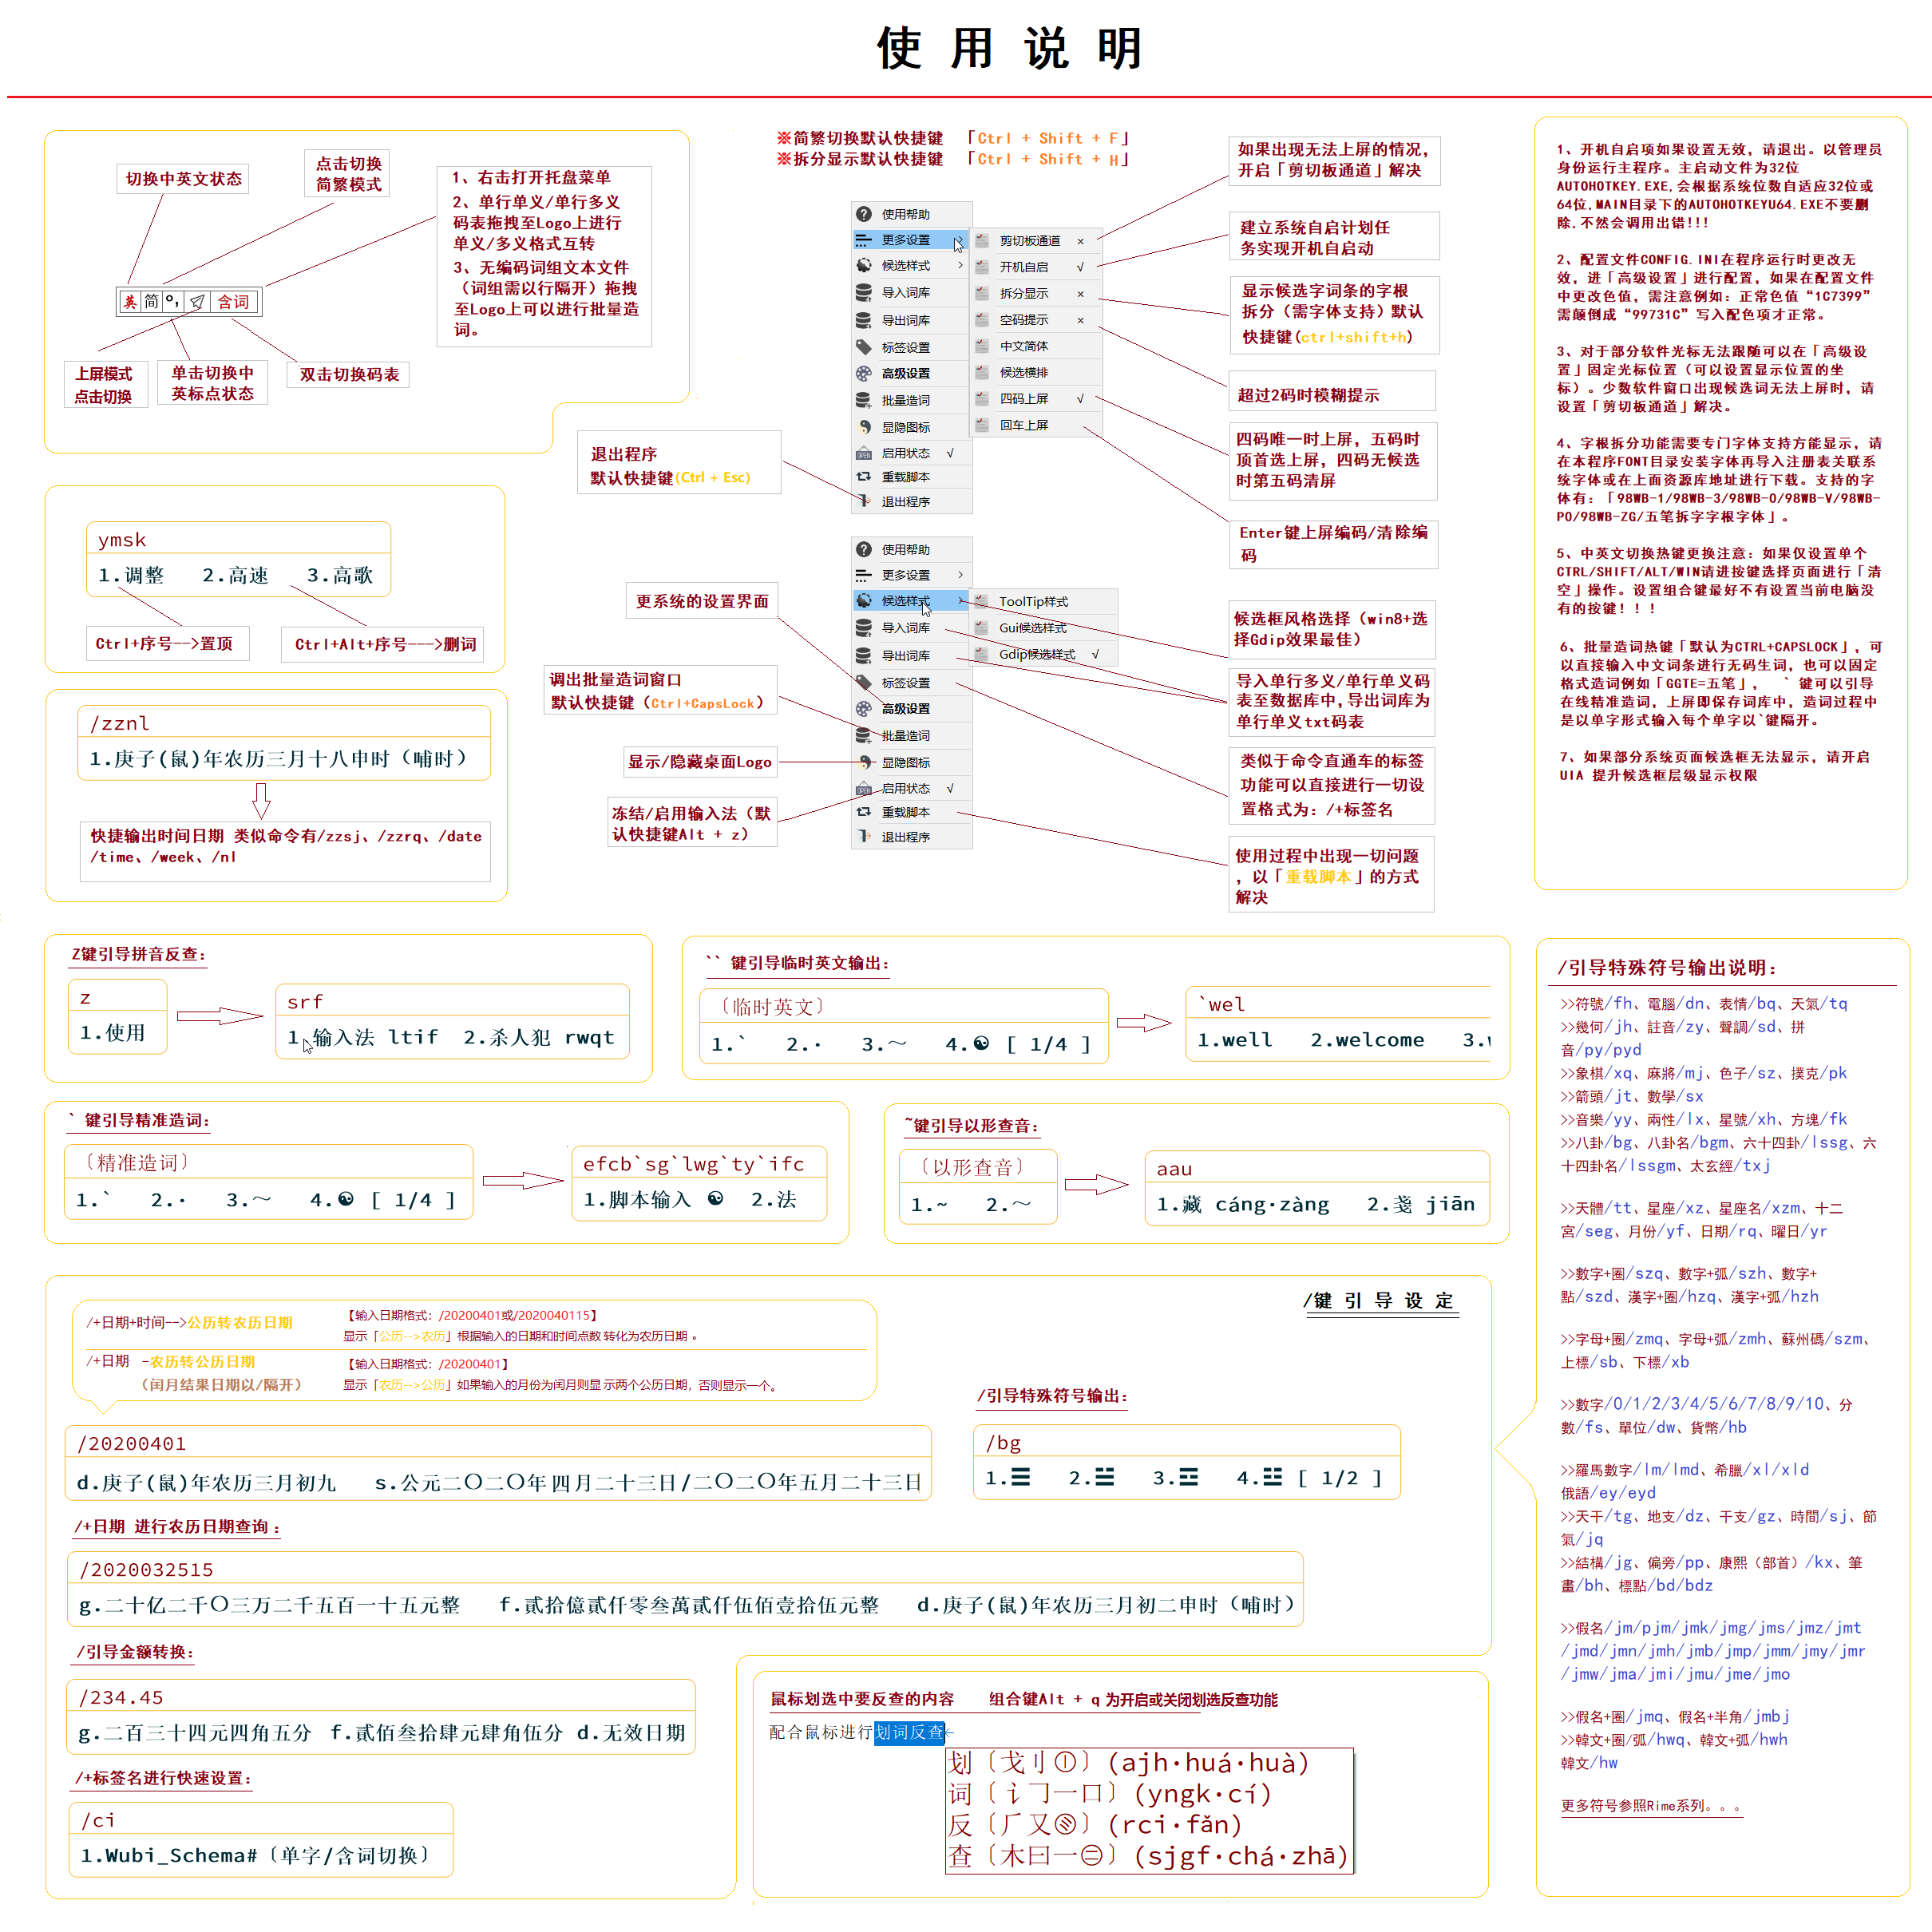 使 用 说 明
切换中英文状态
点击切换
简繁模式
1、右击打开托盘菜单
2、单行单义/单行多义
码表拖拽至Logo上进行
单义/多义格式互转
3、无编码词组文本文件
（词组需以行隔开）拖拽
至Logo上可以进行批量造
词。
英 简 °, 含词
上屏模式
点击切换
单击切换中
英标点状态
双击切换码表
※简繁切换默认快捷键 「Ctrl + Shift + F」
※拆分显示默认快捷键 「Ctrl + Shift + H」
使用帮助
更多设置 >
候选样式 >
导入词库
导出词库
标签设置
高级设置
批量造词
显隐图标
启用状态 √
重载脚本
退出程序
剪切板通道 ×
开机自启 √
拆分显示 ×
空码提示 ×
中文简体
候选横排
四码上屏 √
回车上屏
如果出现无法上屏的情况，
开启「剪切板通道」解决
建立系统自启计划任
务实现开机自启动
显示候选字词条的字根
拆分（需字体支持）默认
快捷键(ctrl+shift+h)
超过2码时模糊提示
四码唯一时上屏，五码时
顶首选上屏，四码无候选
时第五码清屏
Enter键上屏编码/清除编
码
退出程序
默认快捷键(Ctrl + Esc)
ymsk
1.调整 2.高速 3.高歌
Ctrl+序号-->置顶
Ctrl+Alt+序号--->删词
/zznl
1.庚子(鼠)年农历三月十八申时（哺时）
快捷输出时间日期 类似命令有/zzsj、/zzrq、/date
/time、/week、/nl
使用帮助
更多设置 >
候选样式 >
导入词库
导出词库
标签设置
高级设置
批量造词
显隐图标
启用状态 √
重载脚本
退出程序
ToolTip样式
Gui候选样式
Gdip候选样式 √
更系统的设置界面
调出批量造词窗口
默认快捷键（Ctrl+CapsLock）
显示/隐藏桌面Logo
冻结/启用输入法（默
认快捷键Alt + z）
候选框风格选择（win8+选
择Gdip效果最佳）
导入单行多义/单行单义码
表至数据库中，导出词库为
单行单义txt码表
类似于命令直通车的标签
功能可以直接进行一切设
置格式为：/+标签名
使用过程中出现一切问题
，以「重载脚本」的方式
解决
1、开机自启项如果设置无效，请退出。以管理员
身份运行主程序。主启动文件为32位
AUTOHOTKEY.EXE,会根据系统位数自适应32位或
64位,MAIN目录下的AUTOHOTKEYU64.EXE不要删
除,不然会调用出错!!!
2、配置文件CONFIG.INI在程序运行时更改无
效，进「高级设置」进行配置，如果在配置文件
中更改色值，需注意例如：正常色值“1C7399”
需颠倒成“99731C”写入配色项才正常。
3、对于部分软件光标无法跟随可以在「高级设
置」固定光标位置（可以设置显示位置的坐
标）。少数软件窗口出现候选词无法上屏时，请
设置「剪切板通道」解决。
4、字根拆分功能需要专门字体支持方能显示，请
在本程序FONT目录安装字体再导入注册表关联系
统字体或在上面资源库地址进行下载。支持的字
体有：「98WB-1/98WB-3/98WB-0/98WB-V/98WB-
P0/98WB-ZG/五笔拆字字根字体」。
5、中英文切换热键更换注意：如果仅设置单个
CTRL/SHIFT/ALT/WIN请进按键选择页面进行「清
空」操作。设置组合键最好不有设置当前电脑没
有的按键！！！
6、批量造词热键「默认为CTRL+CAPSLOCK」，可
以直接输入中文词条进行无码生词，也可以固定
格式造词例如「GGTE=五笔」， ` 键可以引导
在线精准造词，上屏即保存词库中，造词过程中
是以单字形式输入每个单字以`键隔开。
7、如果部分系统页面候选框无法显示，请开启
UIA 提升候选框层级显示权限
Z键引导拼音反查：
z
1.使用
srf
1.输入法 ltif 2.杀人犯 rwqt
`` 键引导临时英文输出：
〔临时英文〕
1.` 2.· 3.～ 4.☯ [ 1/4 ]
`wel
1.well 2.welcome 3.
` 键引导精准造词：
〔精准造词〕
1.` 2.· 3.～ 4.☯ [ 1/4 ]
efcb`sg`lwg`ty`ifc
1.脚本输入 ☯ 2.法
~键引导以形查音：
〔以形查音〕
1.~ 2.～
aau
1.藏 cáng·zàng 2.戔 jiān
/键 引 导 设 定
/+日期+时间-->公历转农历日期
【输入日期格式：/20200401或/2020040115】
显示「公历-->农历」根据输入的日期和时间点数 转化为农历日期 。
/+日期 -农历转公历日期
（闰月结果日期以/隔开）
【输入日期格式：/20200401】
显示「农历-->公历」如果输入的月份为闰月则显 示两个公历日期，否则显示一个。
/20200401
d.庚子(鼠)年农历三月初九 s.公元二〇二〇年四月二十三日/二〇二〇年五月二十三日
/引导特殊符号输出：
/bg
1.☰ 2.☱ 3.☲ 4.☳ [ 1/2 ]
/+日期 进行农历日期查询 ：
/2020032515
g.二十亿二千〇三万二千五百一十五元整 f.贰拾億贰仟零叁萬贰仟伍佰壹拾伍元整 d.庚子(鼠)年农历三月初二申时（哺时）
/引导金额转换：
/234.45
g.二百三十四元四角五分 f.贰佰叁拾肆元肆角伍分 d.无效日期
/+标签名进行快速设置：
/ci
1.Wubi_Schema#〔单字/含词切换〕
鼠标划选中要反查的内容 组合键Alt + q 为开启或关闭划选反查功能
配合鼠标进行划词反查
划〔戈刂①〕(ajh·huá·huà)
词〔讠㇆一口〕(yngk·cí)
反〔厂又〕(rci·fǎn)
查〔木日一㊁〕(sjgf·chá·zhā)
/引导特殊符号输出说明：
>>符號/fh、電腦/dn、表情/bq、天氣/tq
>>幾何/jh、註音/zy、聲調/sd、拼
音/py/pyd
>>象棋/xq、麻將/mj、色子/sz、撲克/pk
>>箭頭/jt、數學/sx
>>音樂/yy、兩性/lx、星號/xh、方塊/fk
>>八卦/bg、八卦名/bgm、六十四卦/lssg、六
十四卦名/lssgm、太玄經/txj
>>天體/tt、星座/xz、星座名/xzm、十二
宮/seg、月份/yf、日期/rq、曜日/yr
>>數字+圈/szq、數字+弧/szh、數字+
點/szd、漢字+圈/hzq、漢字+弧/hzh
>>字母+圈/zmq、字母+弧/zmh、蘇州碼/szm、
上標/sb、下標/xb
>>數字/0/1/2/3/4/5/6/7/8/9/10、分
數/fs、單位/dw、貨幣/hb
>>羅馬數字/lm/lmd、希臘/xl/xld
俄語/ey/eyd
>>天干/tg、地支/dz、干支/gz、時間/sj、節
氣/jq
>>結構/jg、偏旁/pp、康熙（部首）/kx、筆
畫/bh、標點/bd/bdz
>>假名/jm/pjm/jmk/jmg/jms/jmz/jmt
/jmd/jmn/jmh/jmb/jmp/jmm/jmy/jmr
/jmw/jma/jmi/jmu/jme/jmo
>>假名+圈/jmq、假名+半角/jmbj
>>韓文+圈/弧/hwq、韓文+弧/hwh
韓文/hw
更多符号参照Rime系列。。。